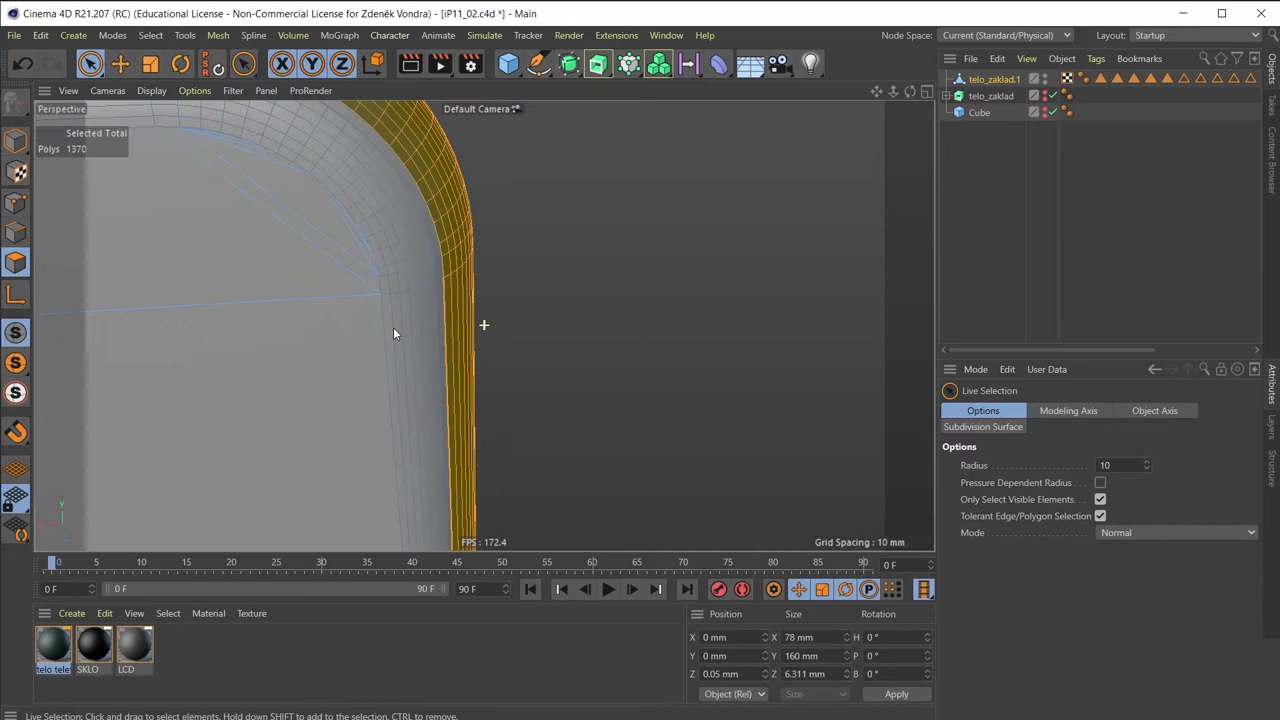 Cinema 4D R21.207 (RC) (Educational License - Non-Commercial License for Zdeněk Vondra) - [iP11_02.c4d *] - Main
File Edit Create Modes Select Tools Mesh Spline Volume MoGraph Character Animate Simulate Tracker Render Extensions Window Help Node Space: Current (Standard/Physical) Layout: Startup
PSR 0 X Y Z
View Cameras Display Options Filter Panel ProRender
File Edit View Object Tags Bookmarks
Perspective Default Camera
telo_zaklad.1
telo_zaklad
Cube
Selected Total
Polys 1370
Objects
Takes
Content Browser
Mode Edit User Data
Live Selection
Options Modeling Axis Object Axis
Subdivision Surface
Options
Radius 10
Pressure Dependent Radius
Only Select Visible Elements
Tolerant Edge/Polygon Selection
Mode Normal
Attributes
Layers
Structure
Y
FPS : 172.4 Grid Spacing : 10 mm
0 5 10 15 20 25 30 35 40 45 50 55 60 65 70 75 80 85 90 0 F
0 F 0 F 90 F 90 F
Create Edit View Select Material Texture
Position Size Rotation
X 0 mm X 78 mm H 0 °
Y 0 mm Y 160 mm P 0 °
Z 0.05 mm Z 6.311 mm B 0 °
telo tele SKLO LCD
Object (Rel) Size Apply
Live Selection: Click and drag to select elements. Hold down SHIFT to add to the selection, CTRL to remove.